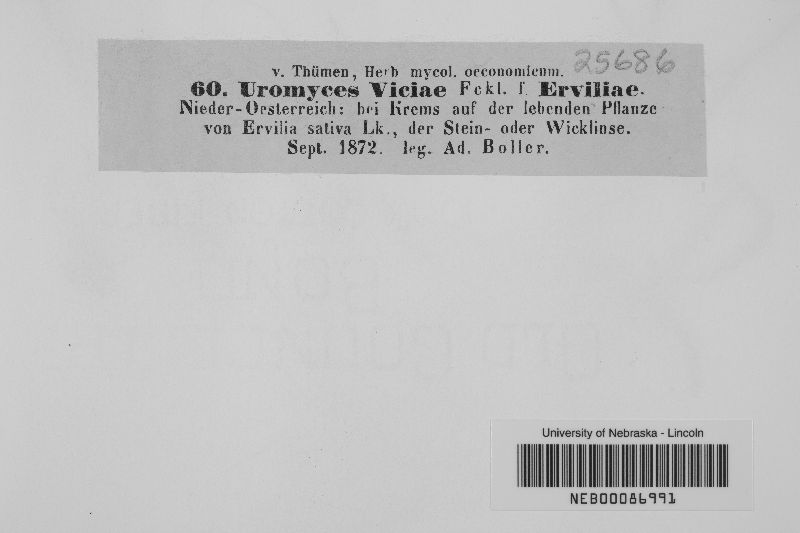 v. Thümen, Herb mycol. oeconomicum. 25686
60. Uromyces Viciae Fckl. f. Erviliae.
Nieder-Oesterreich: bei Krems auf der lebenden Pflanze
von Ervilia sativa Lk., der Stein- oder Wicklinse.
Sept. 1872. leg. Ad. Boller.
University of Nebraska - Lincoln
NEB00086991